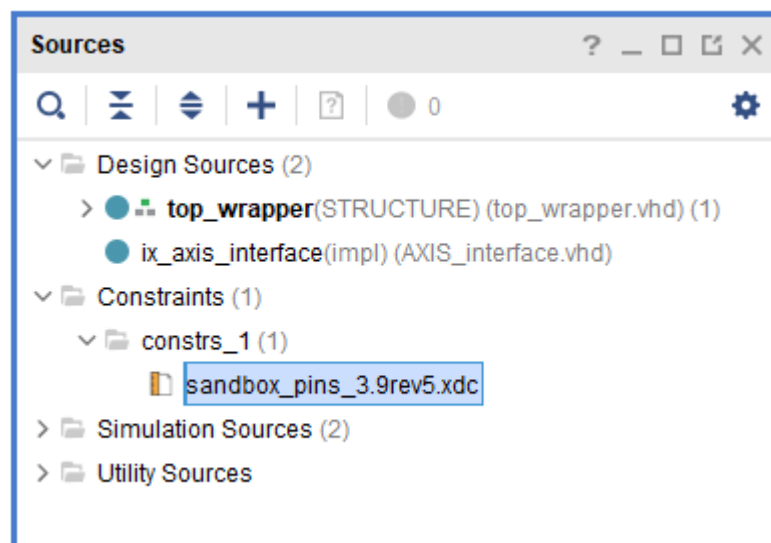 Sources
0
Design Sources (2)
top_wrapper(STRUCTURE) (top_wrapper.vhd) (1)
ix_axis_interface(impl) (AXIS_interface.vhd)
Constraints (1)
constrs_1 (1)
sandbox_pins_3.9rev5.xdc
Simulation Sources (2)
Utility Sources